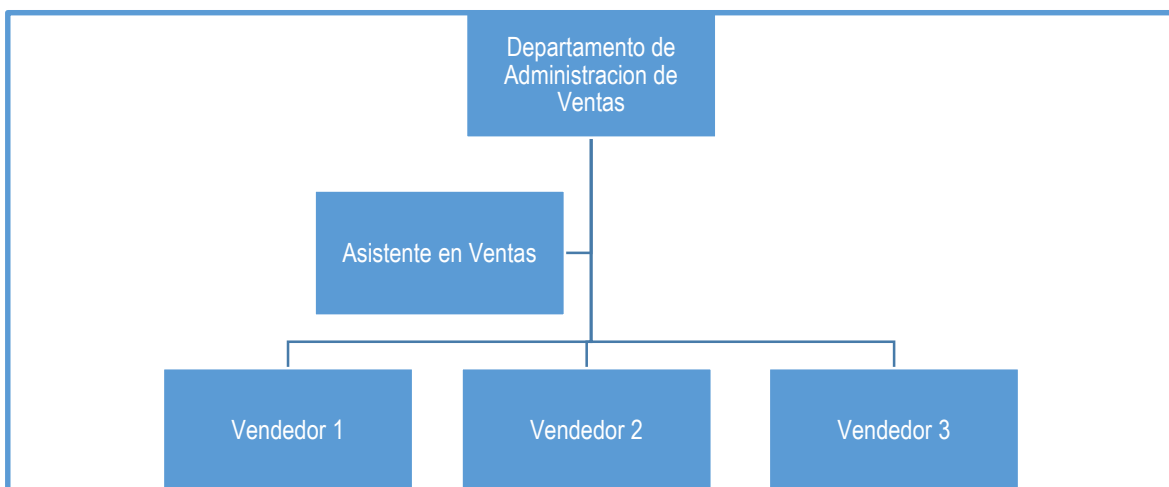 Departamento de
Administracion de
Ventas
Asistente en Ventas
Vendedor 1
Vendedor 2
Vendedor 3